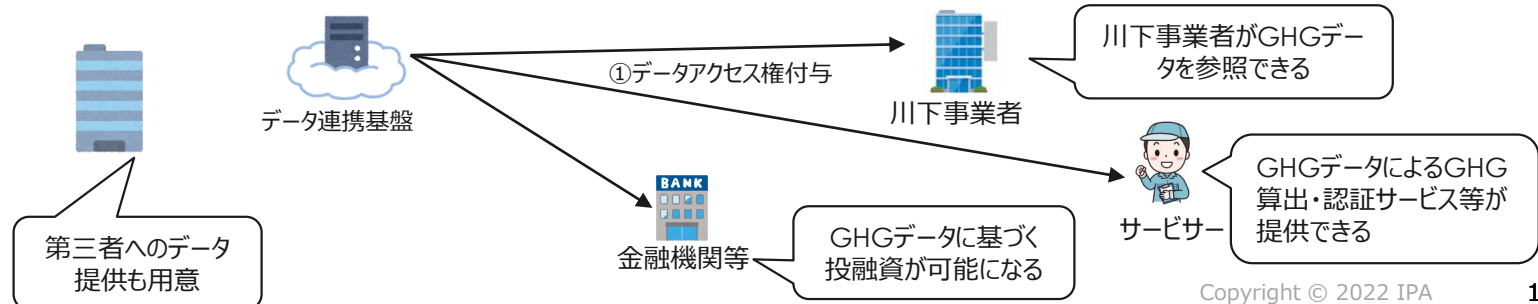 川下事業者がGHGデー
タを参照できる
①データアクセス権付与
データ連携基盤
川下事業者
GHGデータによるGHG
算出・認証サービス等が
提供できる
サービサー
BANK
金融機関等
GHGデータに基づく
投融資が可能になる
第三者へのデータ
提供も用意
Copyright © 2022 IPA
1